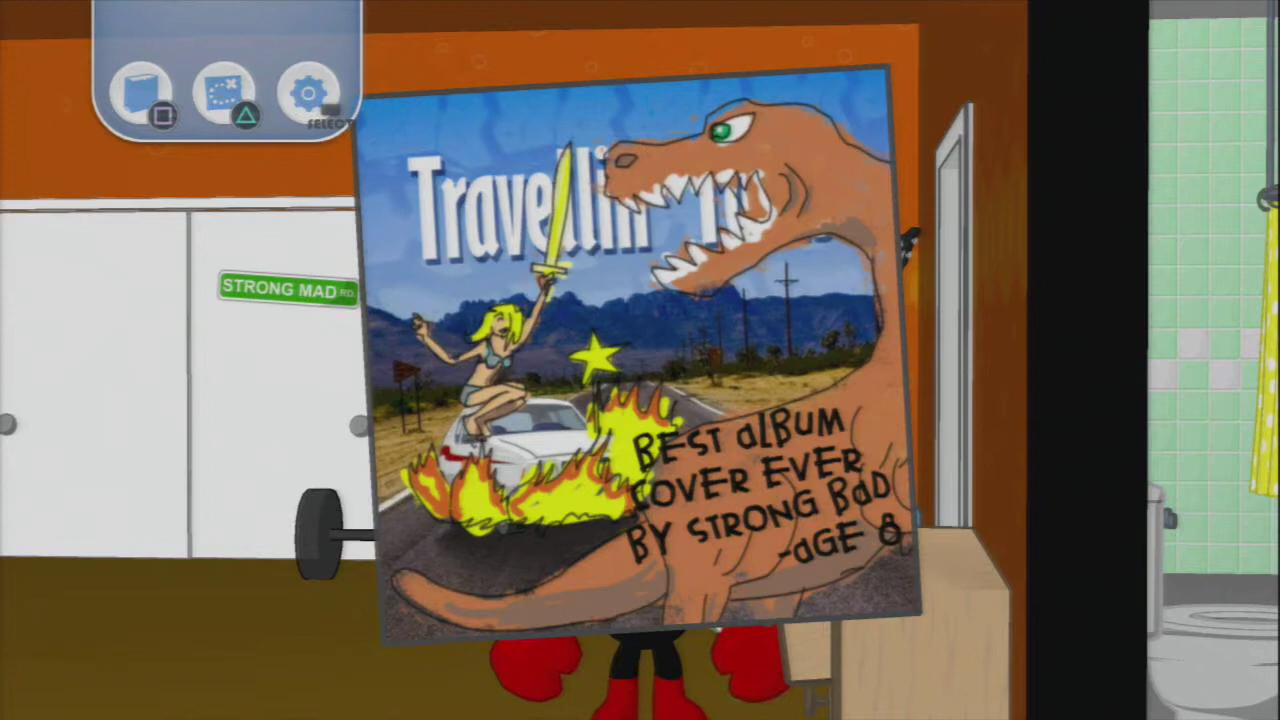 SELECT
Travellin'
STRONG MAD RD.
BEST aLBUM
COVER EVER
BY STRONG BaD
-aGE 8